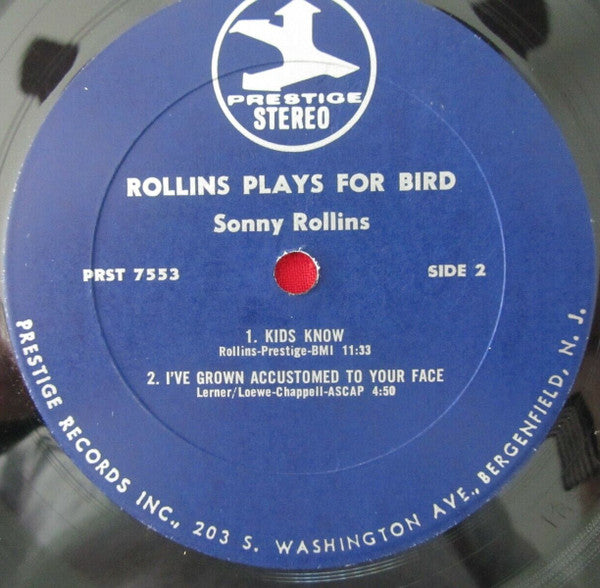 PRESTIGE
STEREO
ROLLINS PLAYS FOR BIRD
Sonny Rollins
PRST 7553
SIDE 2
1. KIDS KNOW
Rollins-Prestige-BMI 11:33
2. I'VE GROWN ACCUSTOMED TO YOUR FACE
Lerner/Loewe-Chappell-ASCAP 4:50
PRESTIGE RECORDS INC., 203 S. WASHINGTON AVE., BERGENFIELD, N. J.